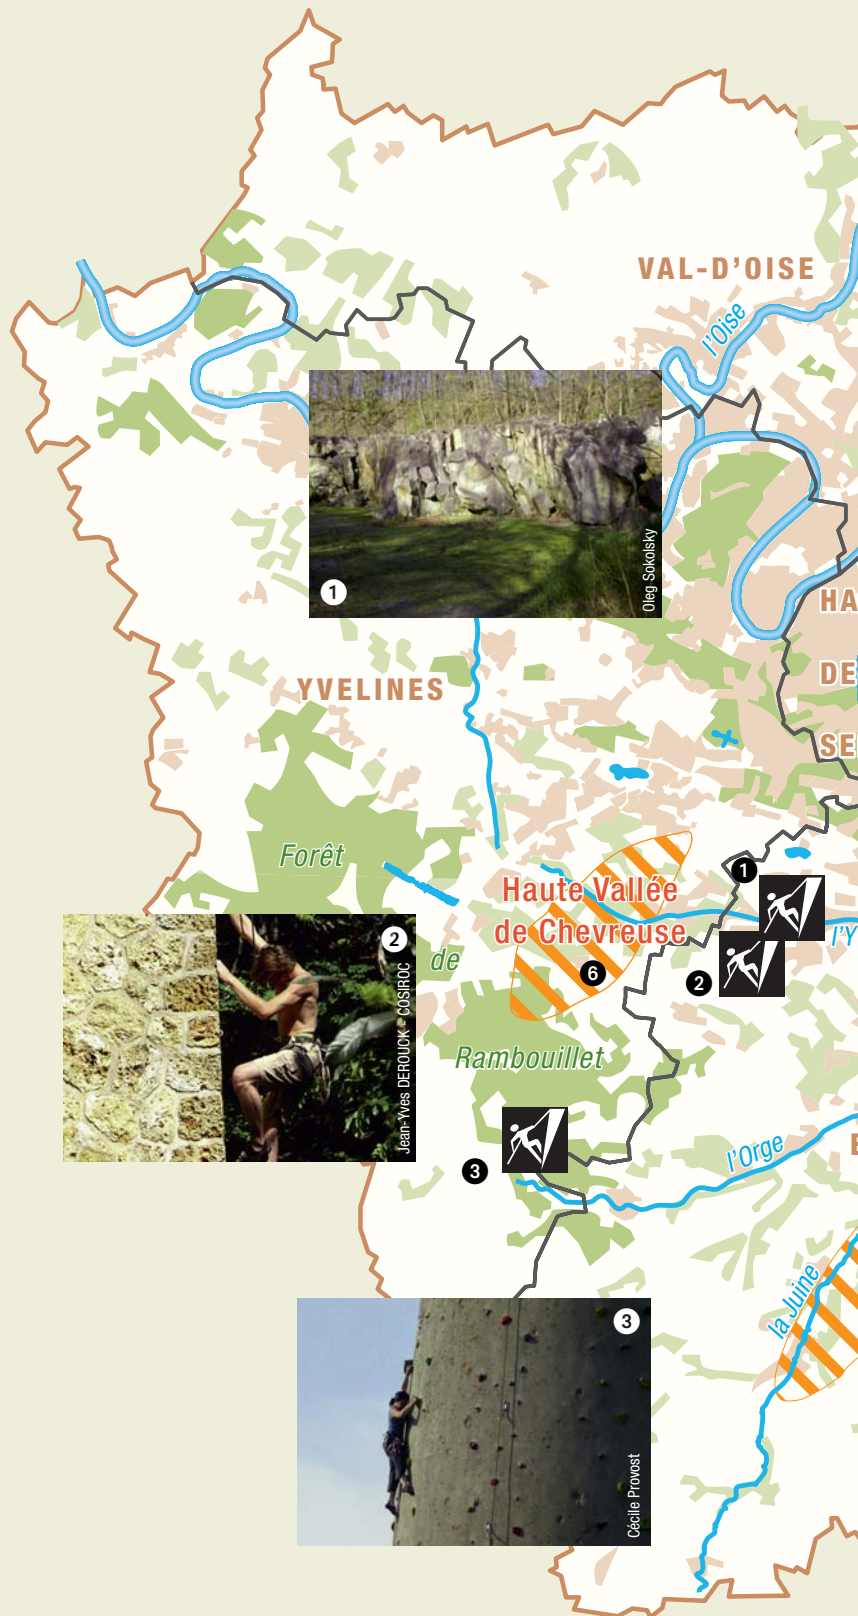 VAL-D'OISE
l'Oise
Oleg Sokolsky
1
HA
YVELINES
DE
SE
Forêt
Haute Vallée
de Chevreuse
1
l'Y
2
de
6
2
Jean-Yves DEROUCK - COSIROC
Rambouillet
3
l'Orge
E
la Juine
3
Cécile Provost